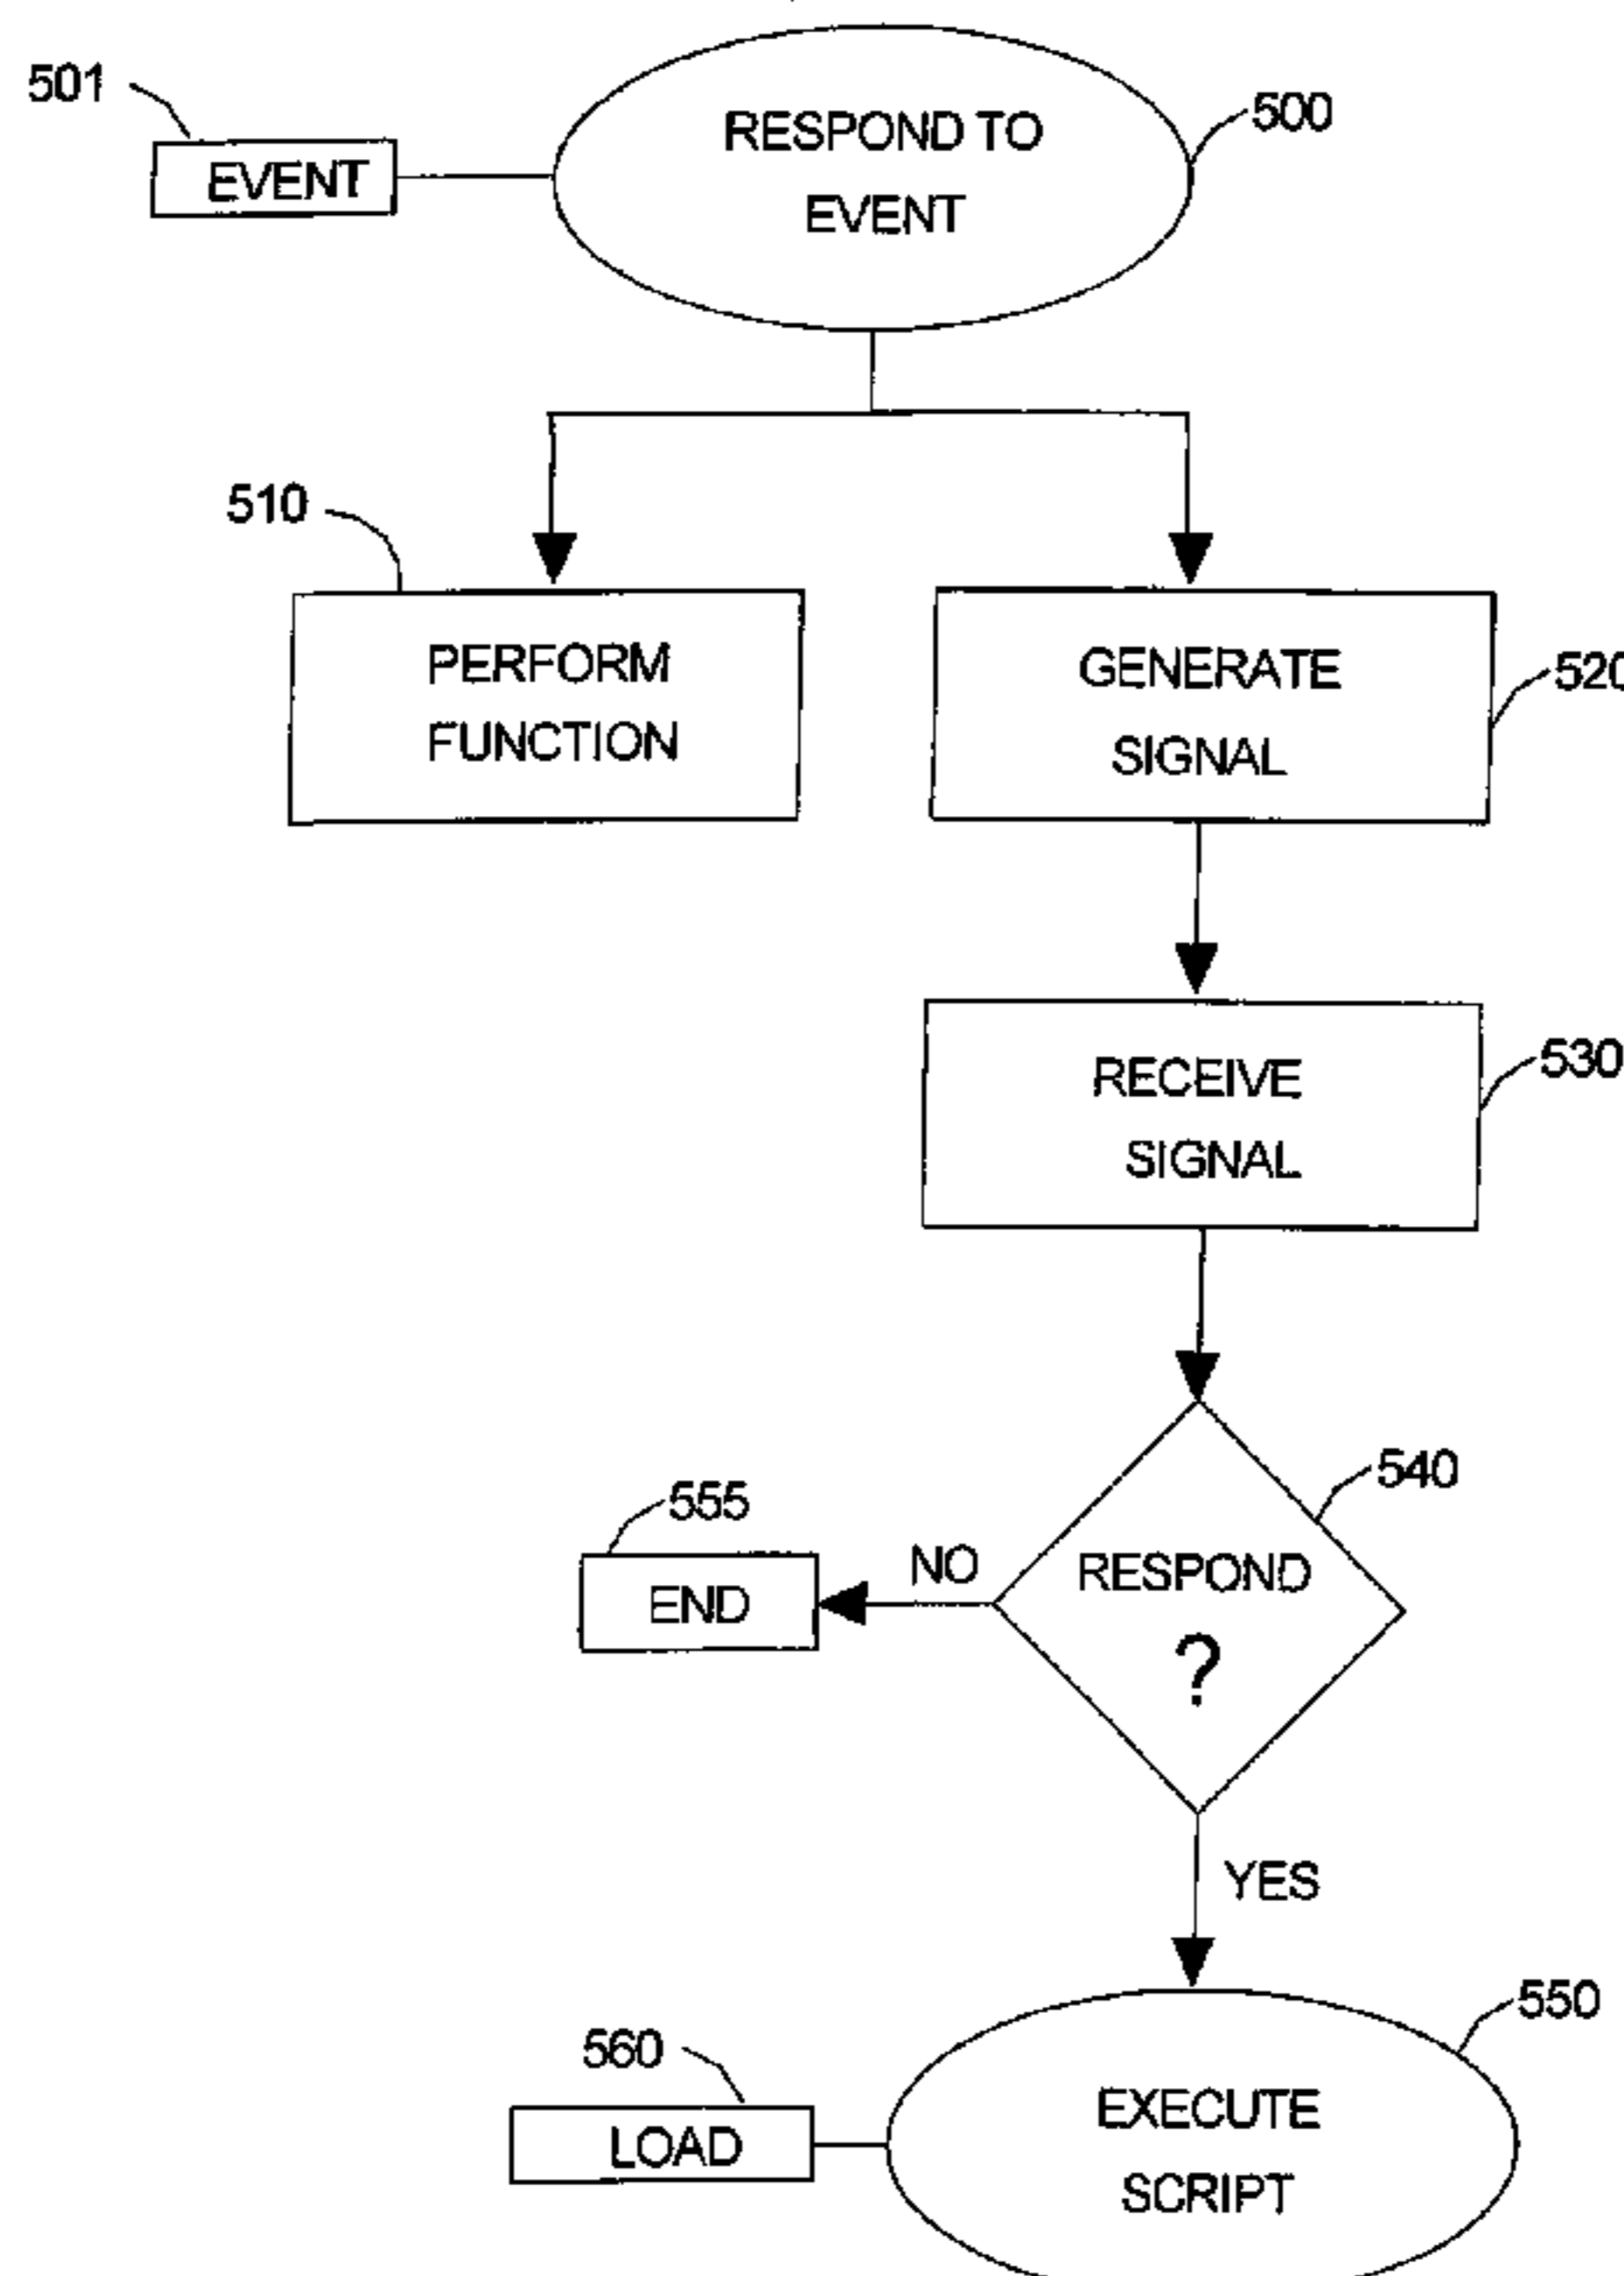 501
EVENT
RESPOND TO
EVENT
500
510
PERFORM
FUNCTION
GENERATE
SIGNAL
520
RECEIVE
SIGNAL
530
540
RESPOND
?
NO
555
END
YES
550
560
LOAD
EXECUTE
SCRIPT